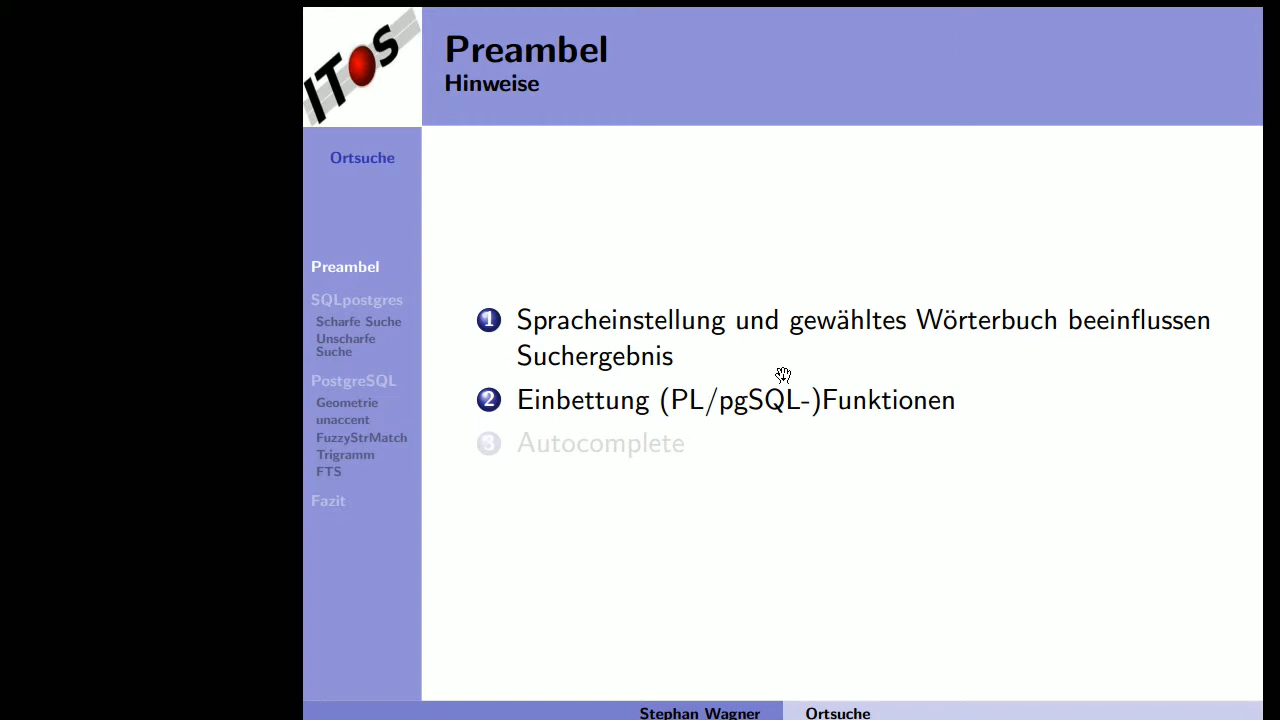 ITOS
Preambel
Hinweise
Ortsuche
Preambel
SQLpostgres
Scharfe Suche
Unscharfe
Suche
PostgreSQL
Geometrie
unaccent
FuzzyStrMatch
Trigramm
FTS
Fazit
1 Spracheinstellung und gewähltes Wörterbuch beeinflussen
Suchergebnis
2 Einbettung (PL/pgSQL-)Funktionen
3 Autocomplete
Stephan Wagner
Ortsuche